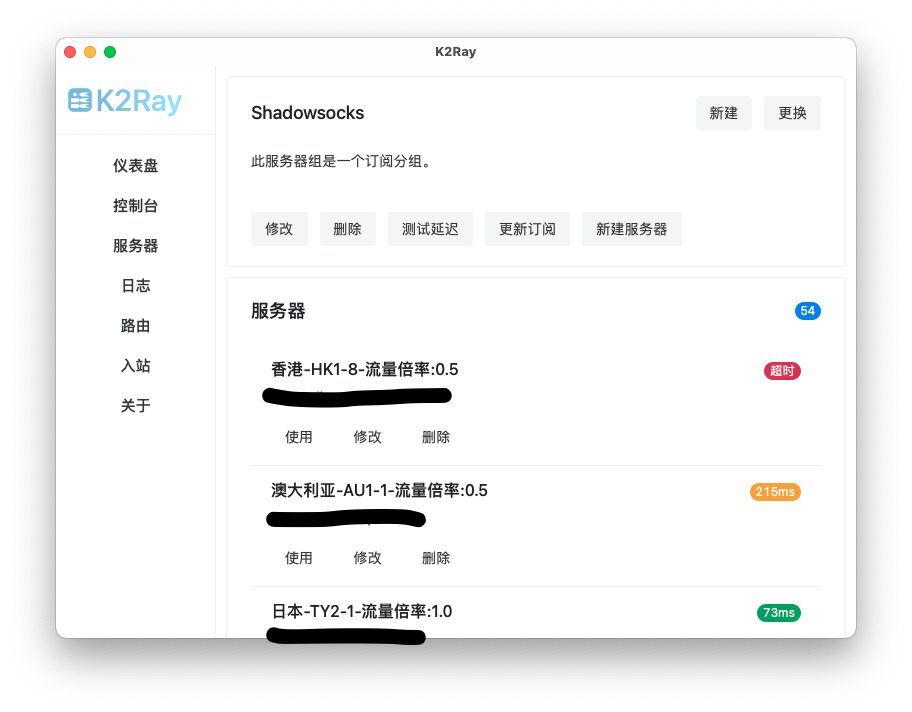 K2Ray
K2Ray
仪表盘
控制台
服务器
日志
路由
入站
关于
Shadowsocks
新建 更换
此服务器组是一个订阅分组。
修改 删除 测试延迟 更新订阅 新建服务器
服务器 54
香港-HK1-8-流量倍率:0.5 超时
使用 修改 删除
澳大利亚-AU1-1-流量倍率:0.5 215ms
使用 修改 删除
日本-TY2-1-流量倍率:1.0 73ms